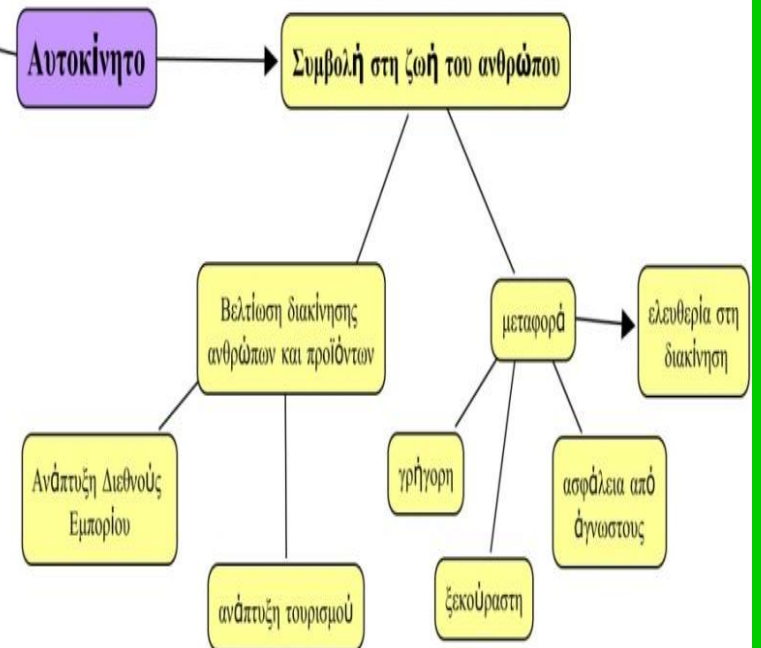 Αυτοκίνητο
Συμβολή στη ζωή του ανθρώπου
Βελτίωση διακίνησης
ανθρώπων και προϊόντων
μεταφορά
ελευθερία στη
διακίνηση
Ανάπτυξη Διεθνούς
Εμπορίου
ανάπτυξη τουρισμού
γρήγορη
ξεκούραστη
ασφάλεια από
άγνωστους